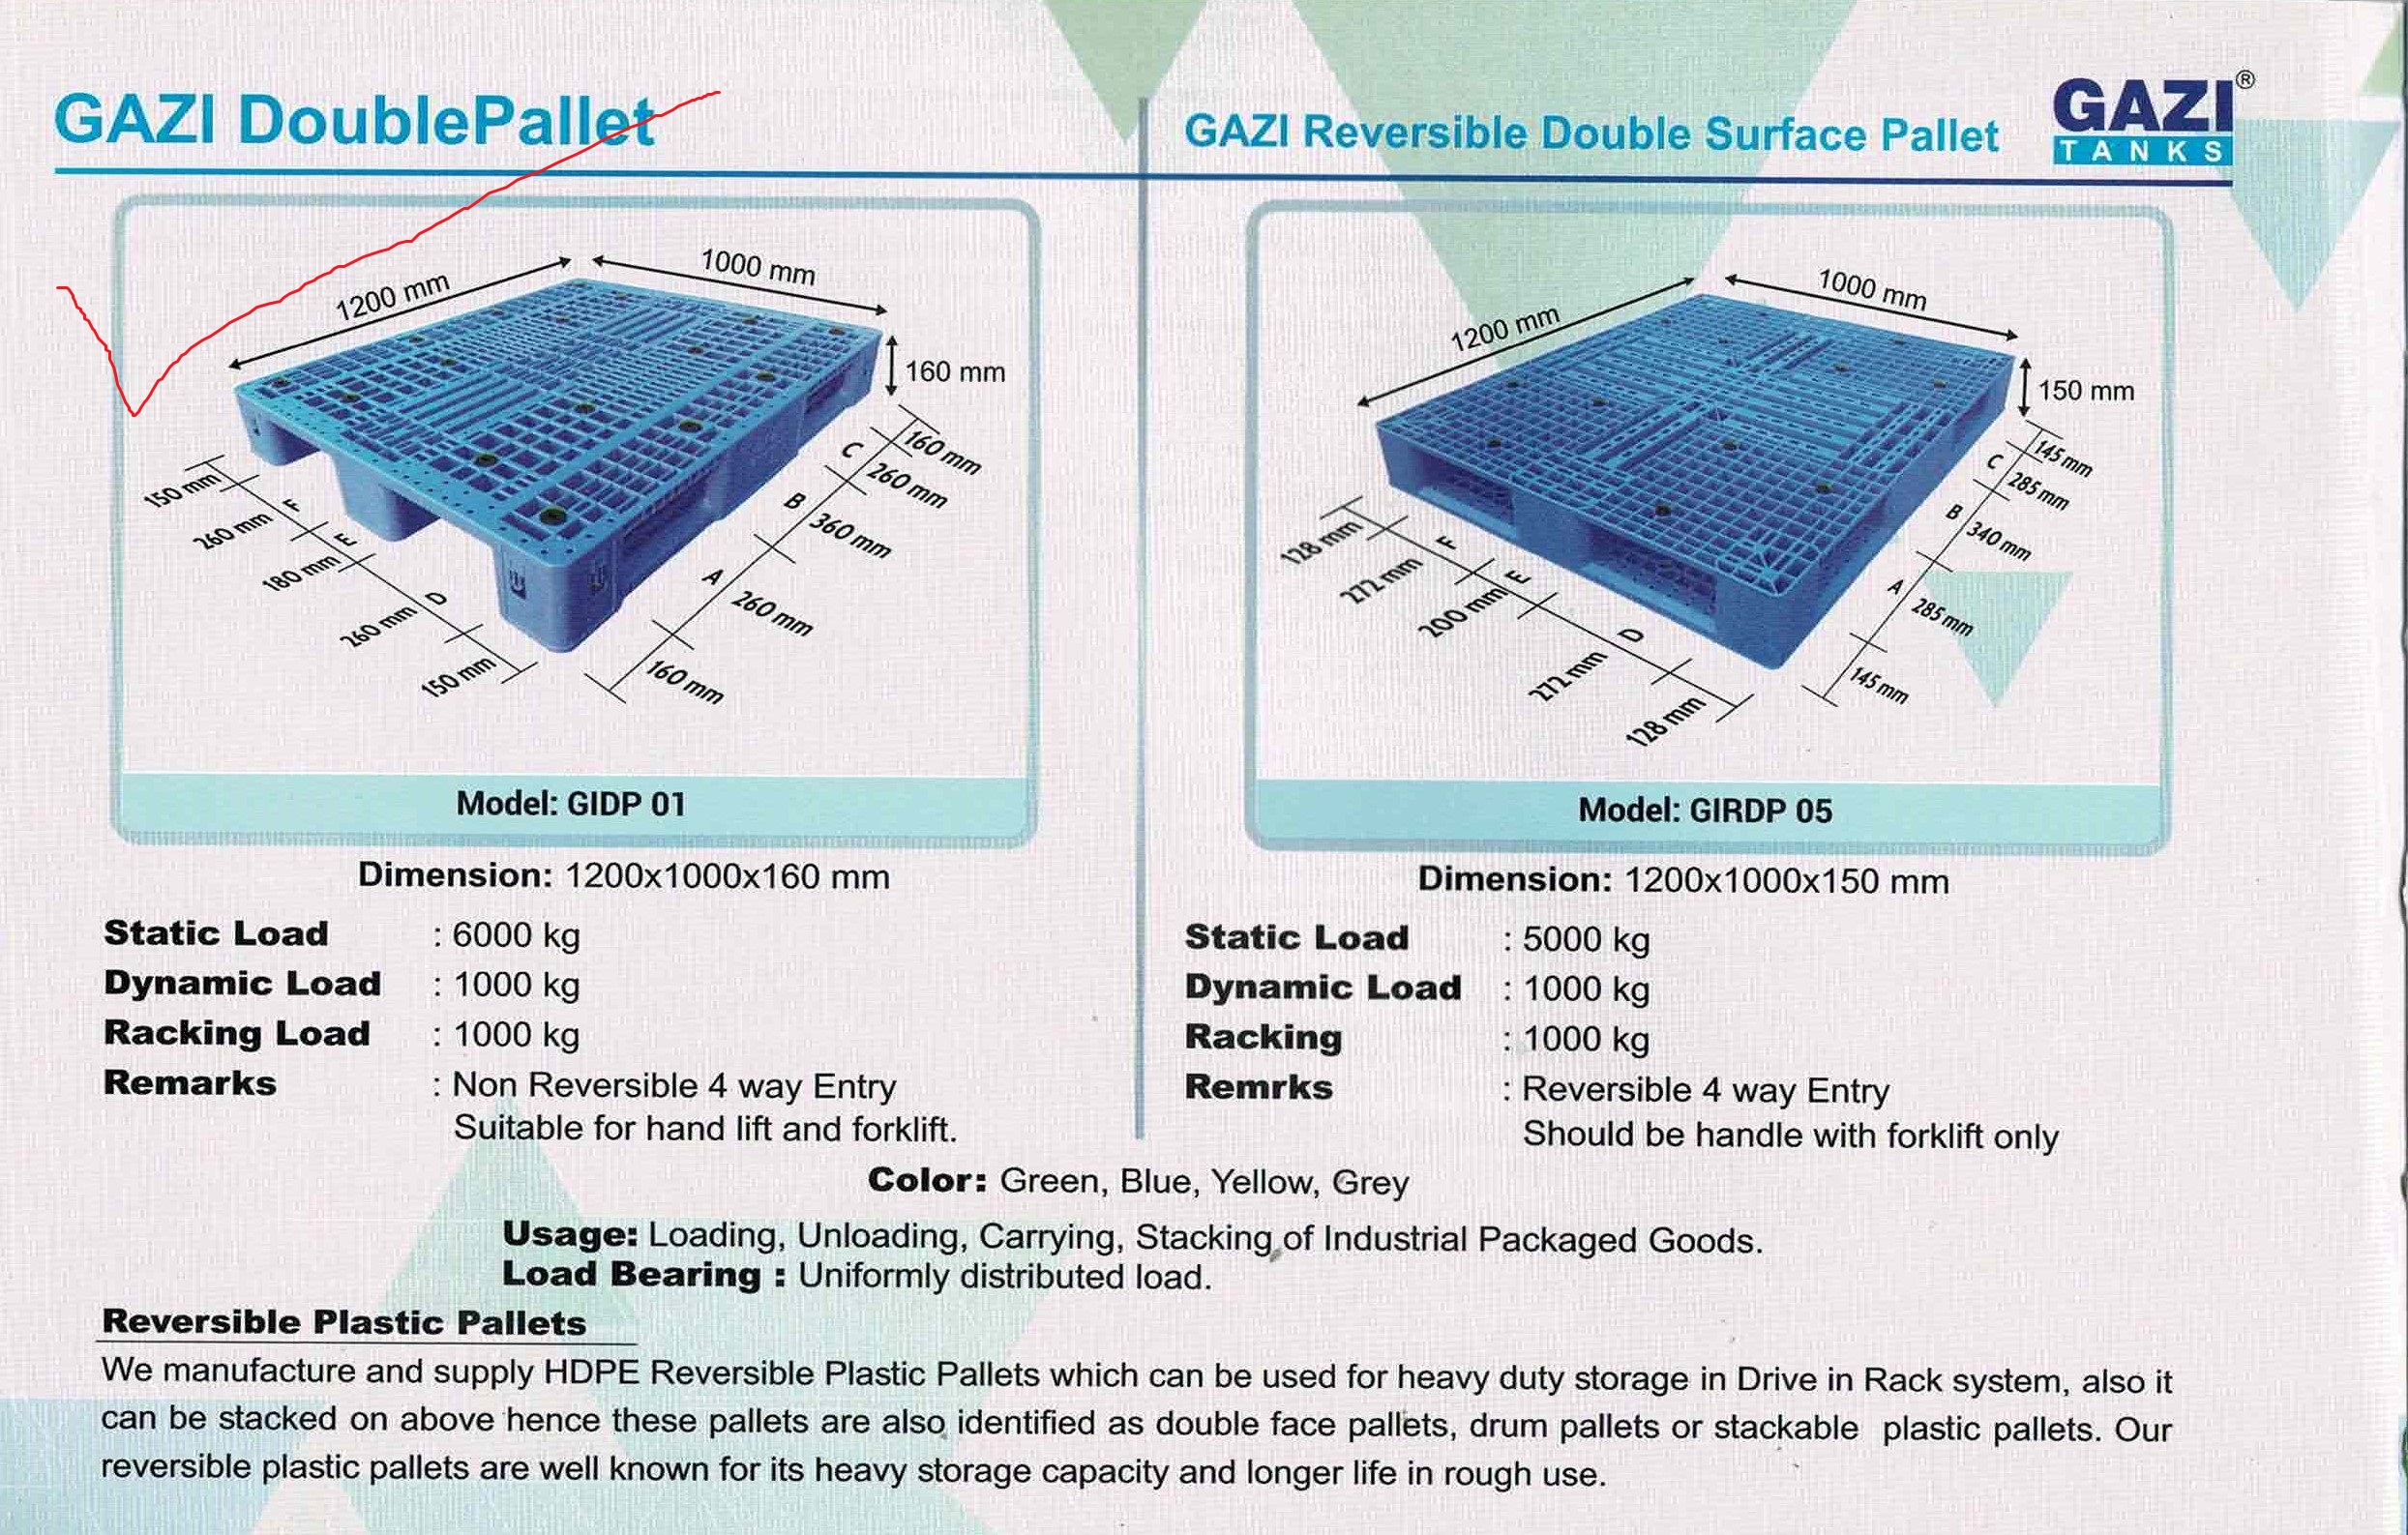 GAZI DoublePallet
GAZI Reversible Double Surface Pallet
GAZI®
TANKS
1200 mm
1000 mm
160 mm
160 mm
C 260 mm
B 360 mm
A 260 mm
160 mm
150 mm
260 mm F
180 mm E
260 mm D
150 mm
Model: GIDP 01
1200 mm
1000 mm
150 mm
145 mm
C 285 mm
B 340 mm
A 285 mm
145 mm
128 mm
272 mm F
200 mm E
272 mm D
128 mm
Model: GIRDP 05
Dimension: 1200x1000x160 mm
Static Load : 6000 kg
Dynamic Load : 1000 kg
Racking Load : 1000 kg
Remarks : Non Reversible 4 way Entry
Suitable for hand lift and forklift.
Dimension: 1200x1000x150 mm
Static Load : 5000 kg
Dynamic Load : 1000 kg
Racking : 1000 kg
Remrks : Reversible 4 way Entry
Should be handle with forklift only
Color: Green, Blue, Yellow, Grey
Usage: Loading, Unloading, Carrying, Stacking of Industrial Packaged Goods.
Load Bearing : Uniformly distributed load.
Reversible Plastic Pallets
We manufacture and supply HDPE Reversible Plastic Pallets which can be used for heavy duty storage in Drive in Rack system, also it
can be stacked on above hence these pallets are also identified as double face pallets, drum pallets or stackable plastic pallets. Our
reversible plastic pallets are well known for its heavy storage capacity and longer life in rough use.